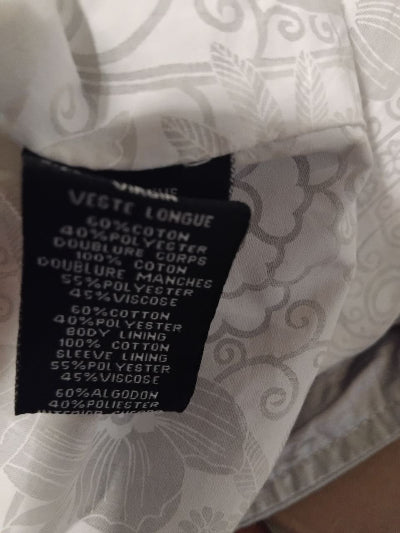 VESTE LONGUE
60%COTON
40%POLYESTER
DOUBLURE CORPS
100% COTON
DOUBLURE MANCHES
55%POLYESTER
45%VISCOSE
60%COTTON
40%POLYESTER
BODY LINING
100% COTTON
SLEEVE LINING
55%POLYESTER
45%VISCOSE
60%ALGODON
40%POLIESTER